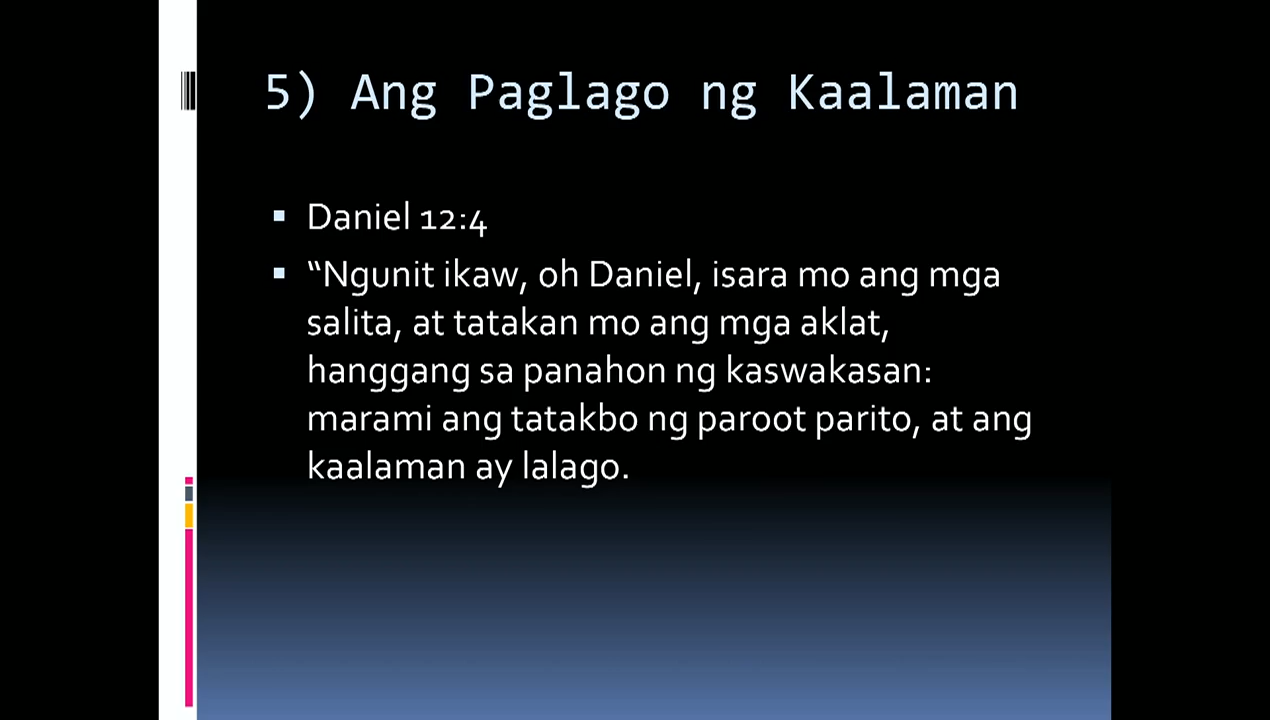 5) Ang Paglago ng Kaalaman
▪ Daniel 12:4
▪ “Ngunit ikaw, oh Daniel, isara mo ang mga
salita, at tatakan mo ang mga aklat,
hanggang sa panahon ng kaswakasan:
marami ang tatakbo ng paroot parito, at ang
kaalaman ay lalago.